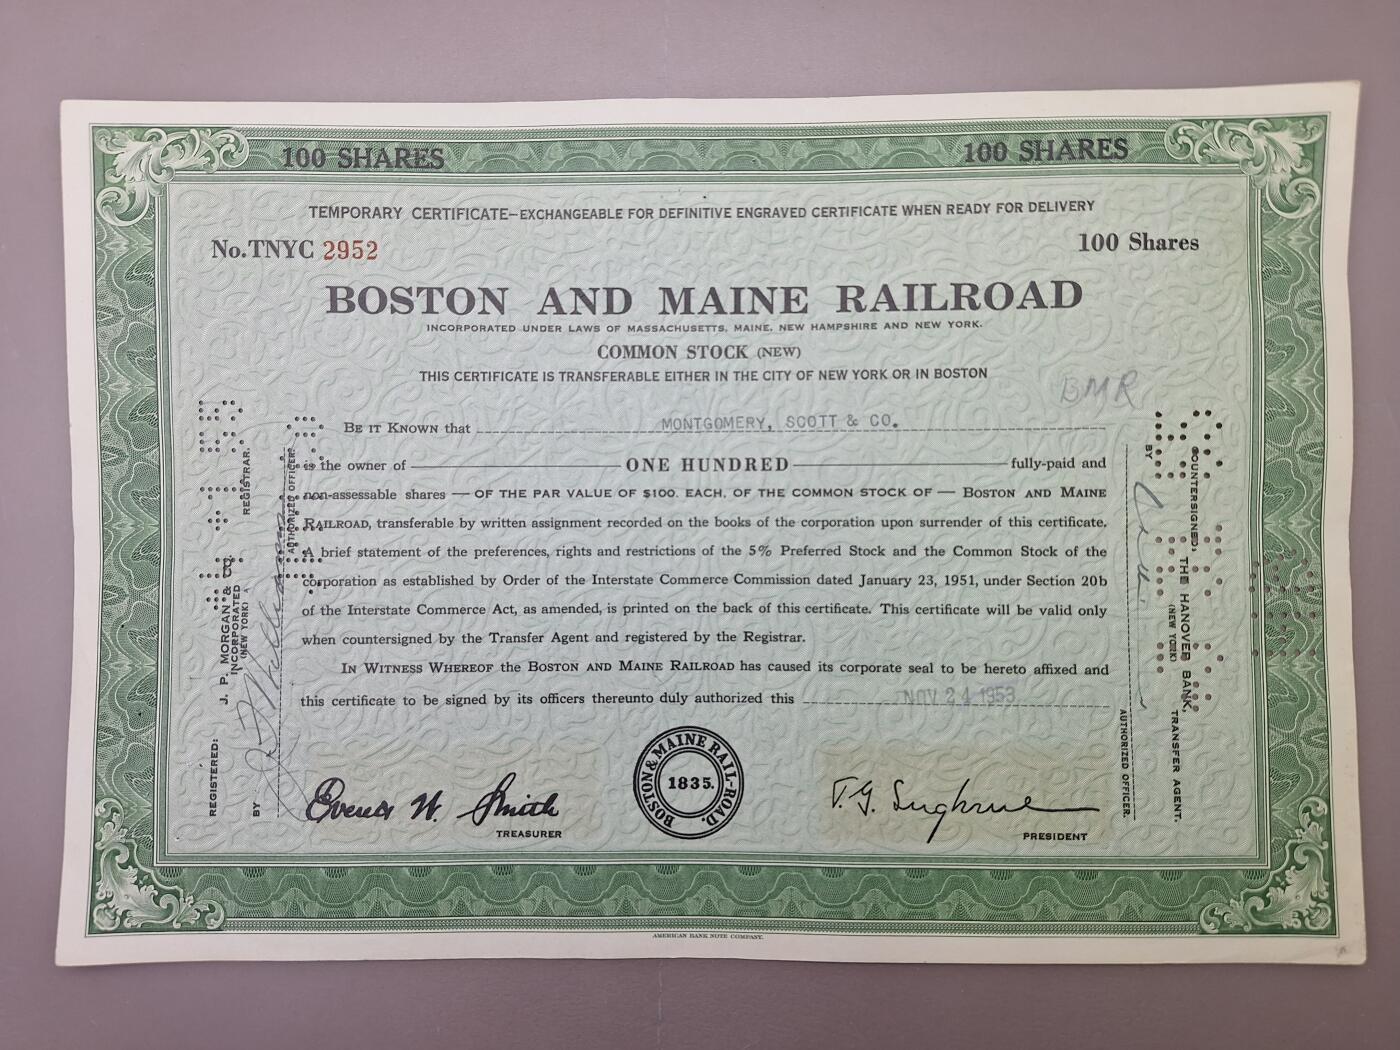 100 SHARES 100 SHARES
TEMPORARY CERTIFICATE—EXCHANGEABLE FOR DEFINITIVE ENGRAVED CERTIFICATE WHEN READY FOR DELIVERY
No. TNYC 2952 100 Shares
BOSTON AND MAINE RAILROAD
INCORPORATED UNDER LAWS OF MASSACHUSETTS, MAINE, NEW HAMPSHIRE AND NEW YORK.
COMMON STOCK (NEW)
THIS CERTIFICATE IS TRANSFERABLE EITHER IN THE CITY OF NEW YORK OR IN BOSTON
BMR
BE IT KNOWN that MONTGOMERY, SCOTT & CO.
is the owner of ONE HUNDRED fully-paid and
non-assessable shares — OF THE PAR VALUE OF $100. EACH, OF THE COMMON STOCK OF — BOSTON AND MAINE
RAILROAD, transferable by written assignment recorded on the books of the corporation upon surrender of this certificate.
A brief statement of the preferences, rights and restrictions of the 5% Preferred Stock and the Common Stock of the
corporation as established by Order of the Interstate Commerce Commission dated January 23, 1951, under Section 20b
of the Interstate Commerce Act, as amended, is printed on the back of this certificate. This certificate will be valid only
when countersigned by the Transfer Agent and registered by the Registrar.
IN WITNESS WHEREOF the BOSTON AND MAINE RAILROAD has caused its corporate seal to be hereto affixed and
this certificate to be signed by its officers thereunto duly authorized this NOV 24 1953
REGISTERED:
J. P. MORGAN & CO.
INCORPORATED
(NEW YORK)
REGISTRAR.
BY
AUTHORIZED OFFICER.
COUNTERSIGNED:
THE HANOVER BANK,
(NEW YORK)
TRANSFER AGENT.
BY
AUTHORIZED OFFICER.
W. Smith
TREASURER
BOSTON & MAINE RAIL-ROAD.
1835.
T. G. Sughrue
PRESIDENT
AMERICAN BANK NOTE COMPANY.